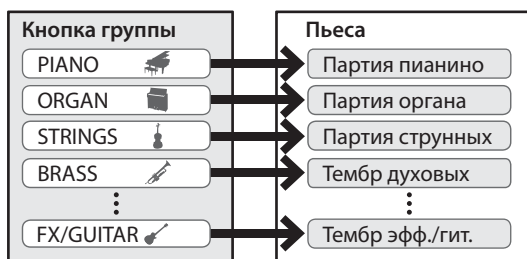 Кнопка группы
Пьеса
PIANO
Партия пианино
ORGAN
Партия органа
STRINGS
Партия струнных
BRASS
Тембр духовых
FX/GUITAR
Тембр эфф./гит.